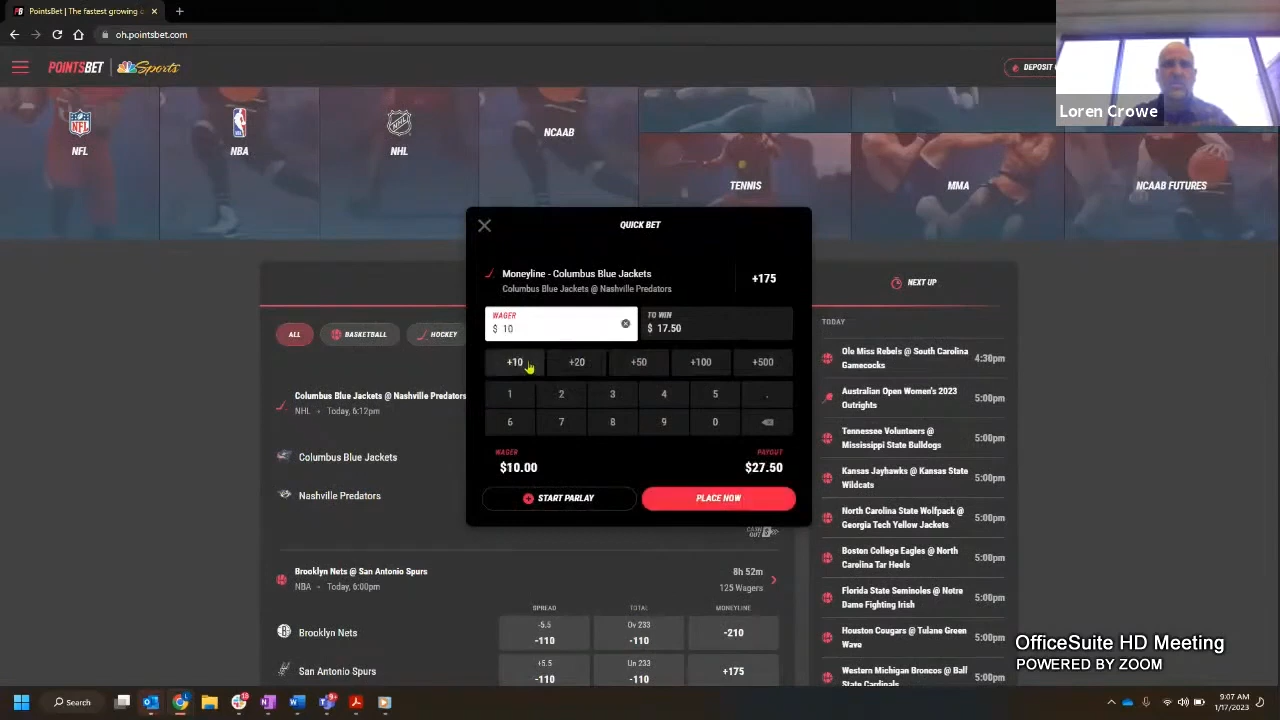 PointsBet | The fastest growing
oh.pointsbet.com
POINTSBET
NBC Sports
DEPOSIT
Loren Crowe
NFL
NBA
NHL
NCAAB
TENNIS
MMA
NCAAB FUTURES
QUICK BET
Moneyline - Columbus Blue Jackets
Columbus Blue Jackets @ Nashville Predators
+175
WAGER
$ 10
TO WIN
$ 17.50
+10
+20
+50
+100
+500
1 2 3 4 5 .
6 7 8 9 0
WAGER
$10.00
PAYOUT
$27.50
START PARLAY
PLACE NOW
ALL
BASKETBALL
HOCKEY
Columbus Blue Jackets @ Nashville Predators
NHL • Today, 6:12pm
Columbus Blue Jackets
Nashville Predators
CASH
OUT
Brooklyn Nets @ San Antonio Spurs
NBA • Today, 6:00pm
8h 52m
125 Wagers
SPREAD
TOTAL
MONEYLINE
Brooklyn Nets
-5.5
-110
Ov 233
-110
-210
San Antonio Spurs
+5.5
-110
Un 233
-110
+175
NEXT UP
TODAY
Ole Miss Rebels @ South Carolina
Gamecocks
4:30pm
Australian Open Women's 2023
Outrights
5:00pm
Tennessee Volunteers @
Mississippi State Bulldogs
5:00pm
Kansas Jayhawks @ Kansas State
Wildcats
5:00pm
North Carolina State Wolfpack @
Georgia Tech Yellow Jackets
5:00pm
Boston College Eagles @ North
Carolina Tar Heels
5:00pm
Florida State Seminoles @ Notre
Dame Fighting Irish
5:00pm
Houston Cougars @ Tulane Green
Wave
5:00pm
Western Michigan Broncos @ Ball
State Cardinals
5:00pm
OfficeSuite HD Meeting
POWERED BY ZOOM
Search
9:07 AM
1/17/2023